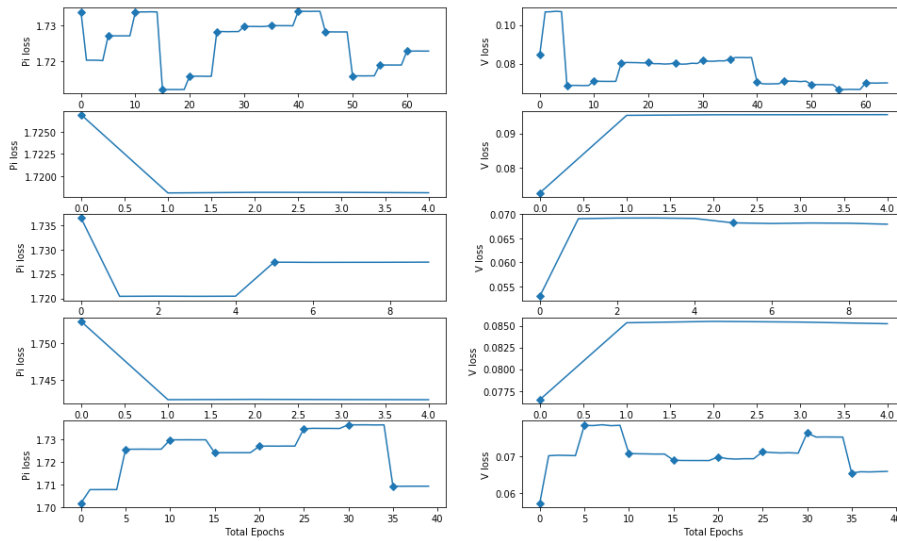 Pi loss
1.73
1.72
0 10 20 30 40 50 60
V loss
0.10
0.08
0 10 20 30 40 50 60
Pi loss
1.7250
1.7225
1.7200
0.0 0.5 1.0 1.5 2.0 2.5 3.0 3.5 4.0
V loss
0.09
0.08
0.0 0.5 1.0 1.5 2.0 2.5 3.0 3.5 4.0
Pi loss
1.735
1.730
1.725
1.720
0 2 4 6 8
V loss
0.070
0.065
0.060
0.055
0 2 4 6 8
Pi loss
1.750
1.745
0.0 0.5 1.0 1.5 2.0 2.5 3.0 3.5 4.0
V loss
0.0850
0.0825
0.0800
0.0775
0.0 0.5 1.0 1.5 2.0 2.5 3.0 3.5 4.0
Pi loss
1.73
1.72
1.71
1.70
0 5 10 15 20 25 30 35 40
Total Epochs
V loss
0.07
0.06
0 5 10 15 20 25 30 35 40
Total Epochs